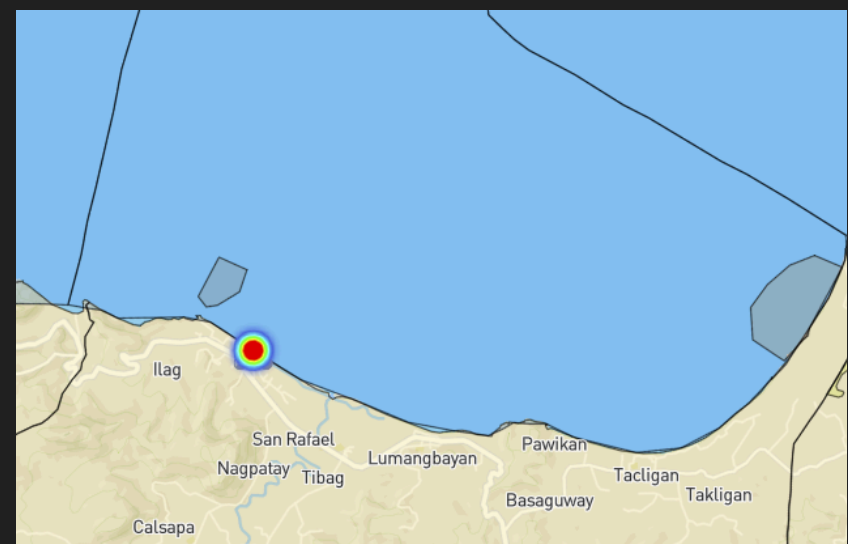 Ilag
San Rafael
Nagpatay
Tibag
Lumangbayan
Pawikan
Tacligan
Takligan
Basaguway
Calsapa